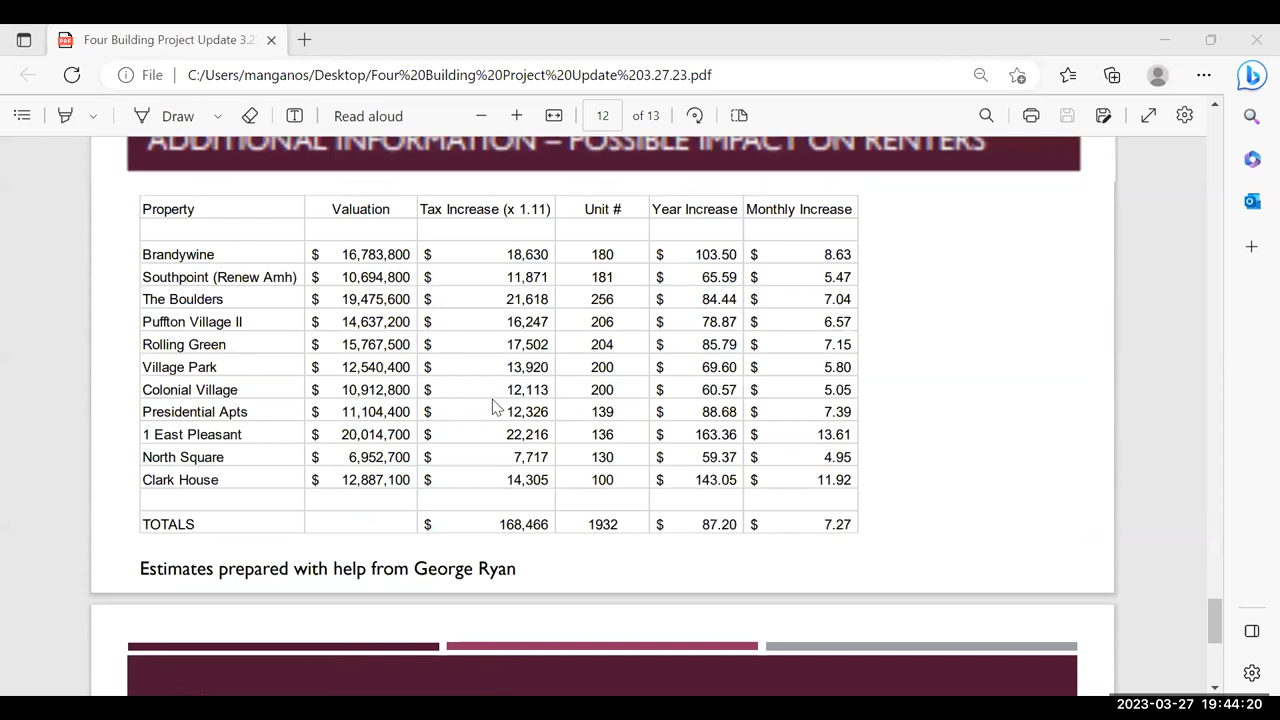 Four Building Project Update 3.2
File C:/Users/manganos/Desktop/Four%20Building%20Project%20Update%203.27.23.pdf
Draw Read aloud 12 of 13
ADDITIONAL INFORMATION – POSSIBLE IMPACT ON RENTERS
Property Valuation Tax Increase (x 1.11) Unit # Year Increase Monthly Increase
Brandywine $ 16,783,800 $ 18,630 180 $ 103.50 $ 8.63
Southpoint (Renew Amh) $ 10,694,800 $ 11,871 181 $ 65.59 $ 5.47
The Boulders $ 19,475,600 $ 21,618 256 $ 84.44 $ 7.04
Puffton Village II $ 14,637,200 $ 16,247 206 $ 78.87 $ 6.57
Rolling Green $ 15,767,500 $ 17,502 204 $ 85.79 $ 7.15
Village Park $ 12,540,400 $ 13,920 200 $ 69.60 $ 5.80
Colonial Village $ 10,912,800 $ 12,113 200 $ 60.57 $ 5.05
Presidential Apts $ 11,104,400 $ 12,326 139 $ 88.68 $ 7.39
1 East Pleasant $ 20,014,700 $ 22,216 136 $ 163.36 $ 13.61
North Square $ 6,952,700 $ 7,717 130 $ 59.37 $ 4.95
Clark House $ 12,887,100 $ 14,305 100 $ 143.05 $ 11.92
TOTALS $ 168,466 1932 $ 87.20 $ 7.27
Estimates prepared with help from George Ryan
2023-03-27 19:44:20